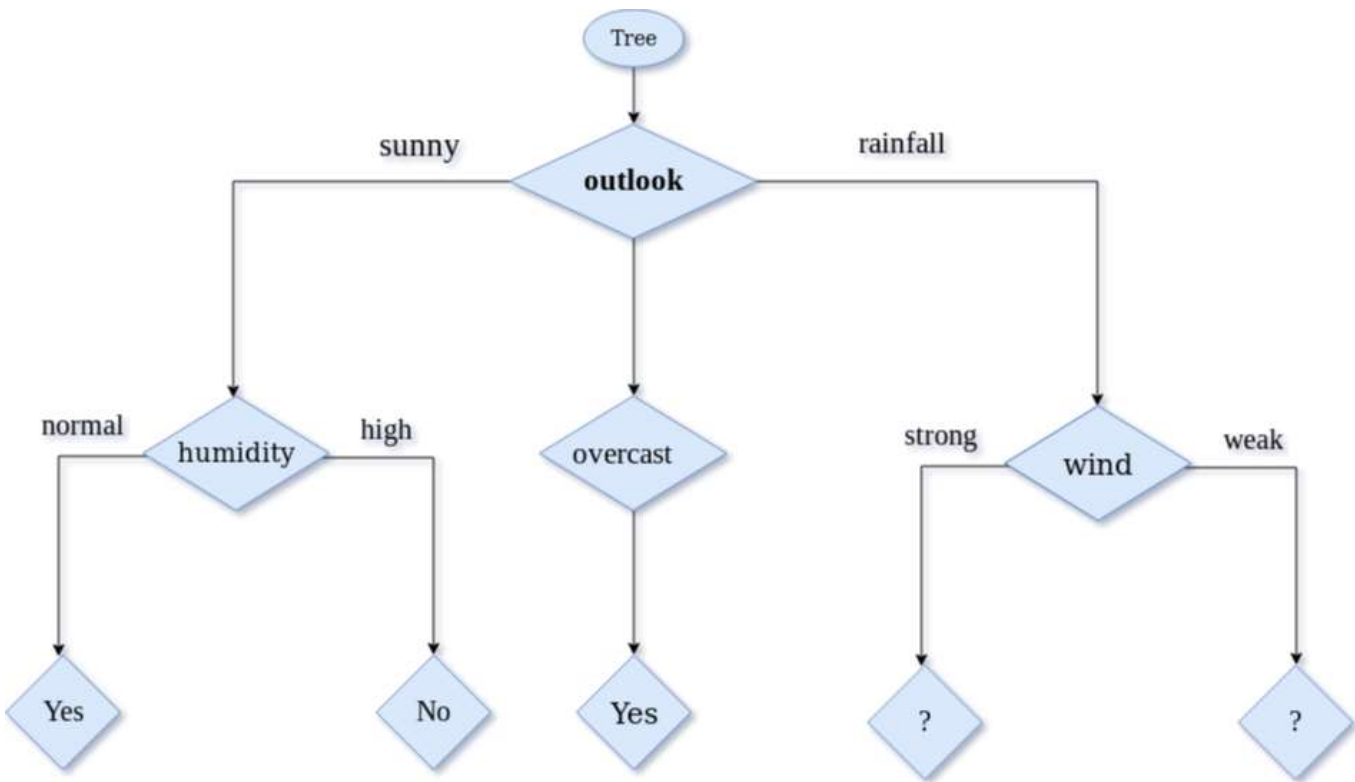 Tree
sunny
rainfall
outlook
normal
high
humidity
overcast
strong
weak
wind
Yes
No
Yes
?
?